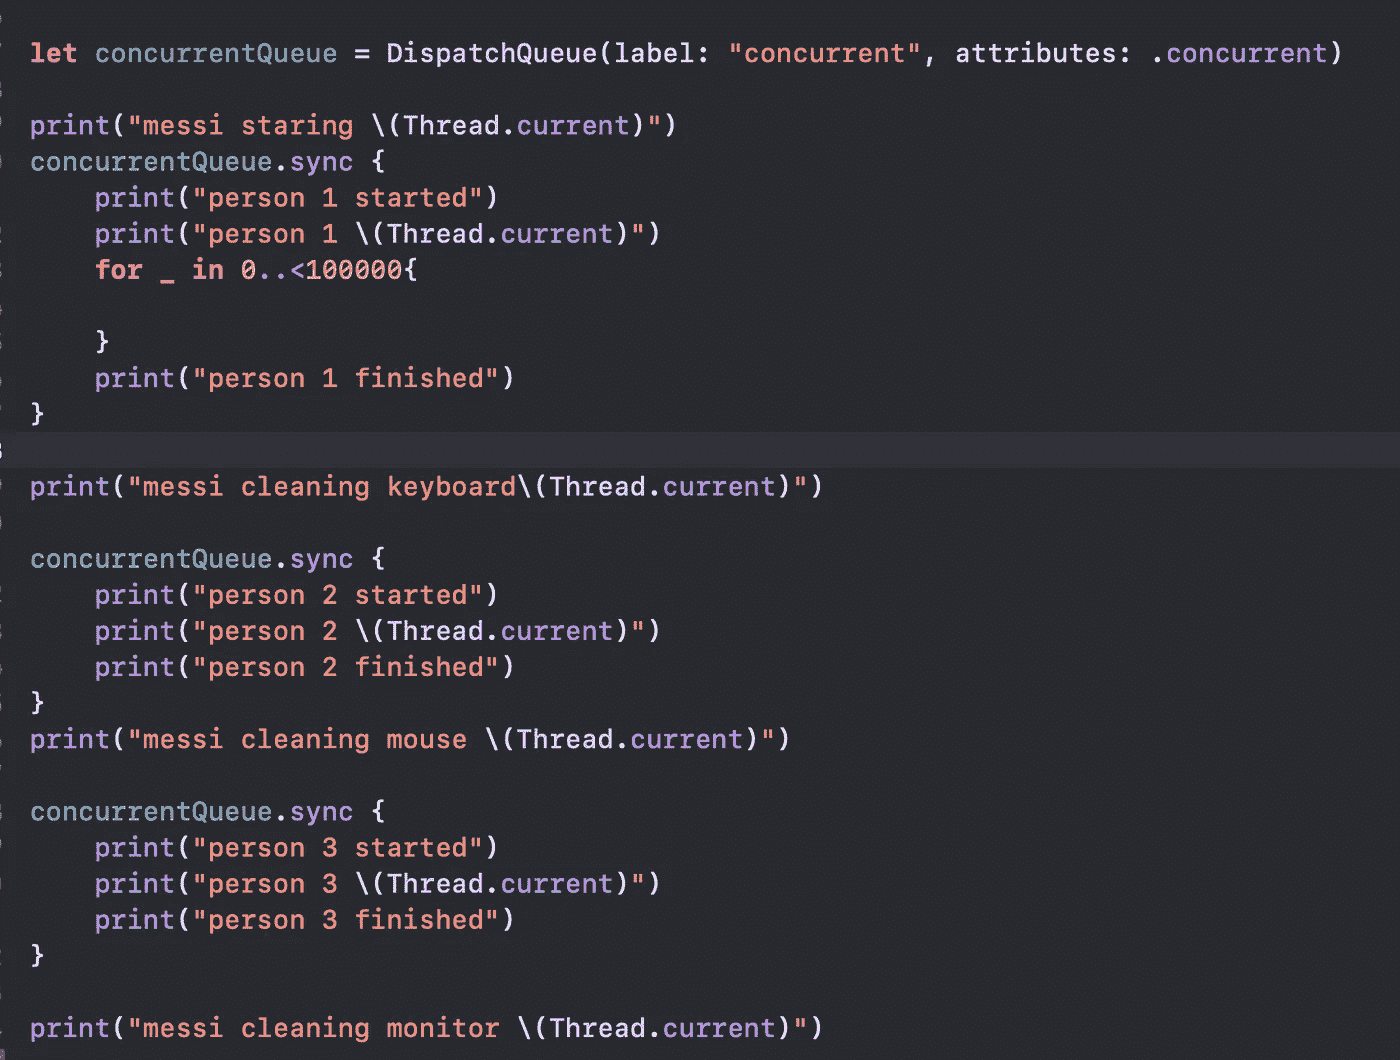 let concurrentQueue = DispatchQueue(label: "concurrent", attributes: .concurrent)
print("messi staring \(Thread.current)")
concurrentQueue.sync {
print("person 1 started")
print("person 1 \(Thread.current)")
for _ in 0..<100000{
}
print("person 1 finished")
}
print("messi cleaning keyboard\(Thread.current)")
concurrentQueue.sync {
print("person 2 started")
print("person 2 \(Thread.current)")
print("person 2 finished")
}
print("messi cleaning mouse \(Thread.current)")
concurrentQueue.sync {
print("person 3 started")
print("person 3 \(Thread.current)")
print("person 3 finished")
}
print("messi cleaning monitor \(Thread.current)")